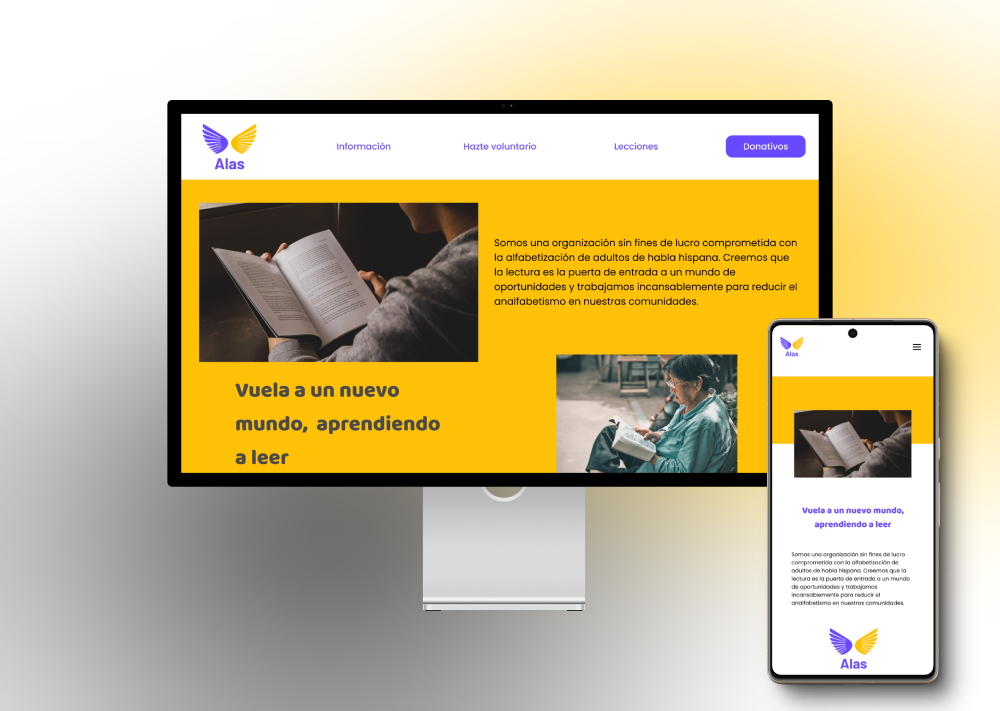 Alas
Información
Hazte voluntario
Lecciones
Donativos
Somos una organización sin fines de lucro comprometida con
la alfabetización de adultos de habla hispana. Creemos que
la lectura es la puerta de entrada a un mundo de
oportunidades y trabajamos incansablemente para reducir el
analfabetismo en nuestras comunidades.
Vuela a un nuevo
mundo, aprendiendo
a leer
Alas
Vuela a un nuevo mundo,
aprendiendo a leer
Somos una organización sin fines de lucro
comprometida con la alfabetización de
adultos de habla hispana. Creemos que la
lectura es la puerta de entrada a un mundo
de oportunidades y trabajamos
incansablemente para reducir el
analfabetismo en nuestras comunidades.
Alas